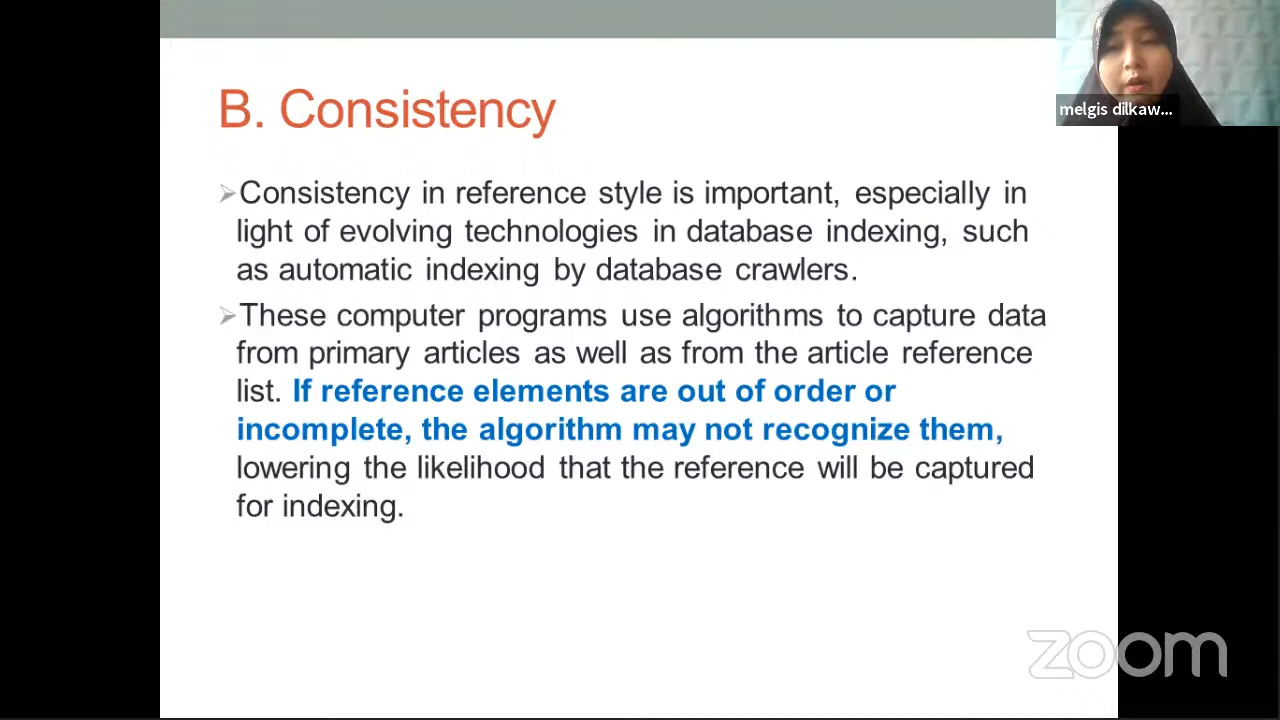 B. Consistency
melgis dilkaw...
➢Consistency in reference style is important, especially in
light of evolving technologies in database indexing, such
as automatic indexing by database crawlers.
➢These computer programs use algorithms to capture data
from primary articles as well as from the article reference
list. If reference elements are out of order or
incomplete, the algorithm may not recognize them,
lowering the likelihood that the reference will be captured
for indexing.
zoom